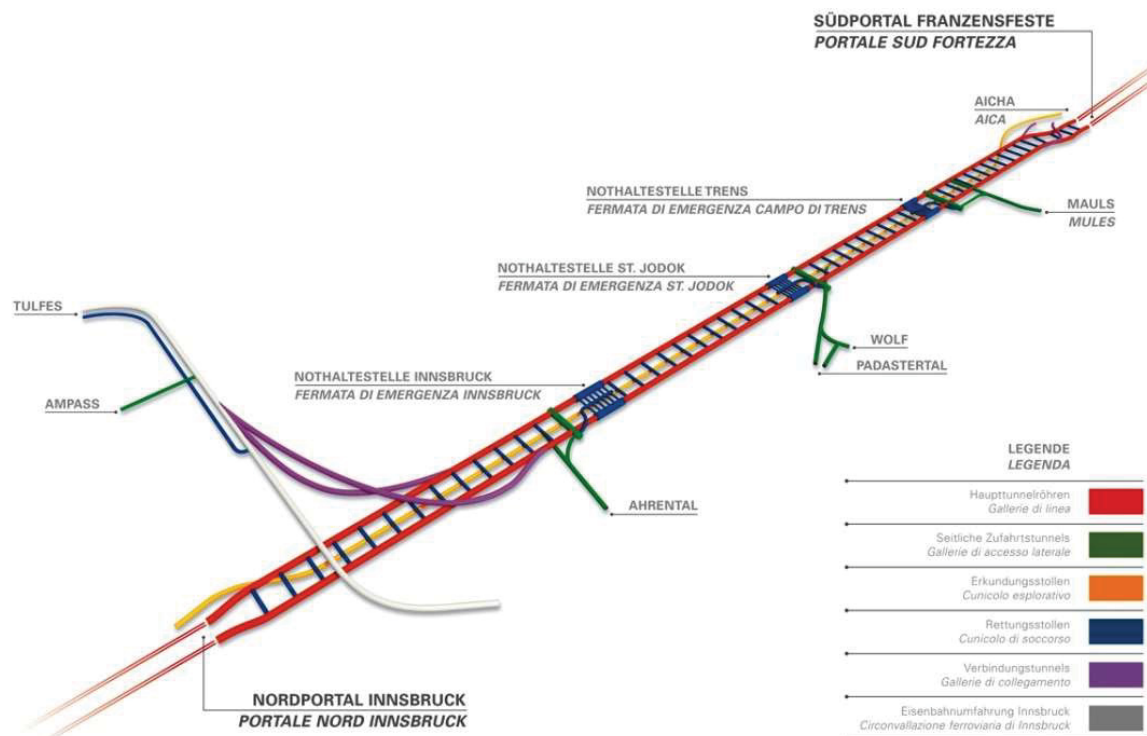 SÜDPORTAL FRANZENSFESTE
PORTALE SUD FORTEZZA
AICHA
AICA
NOTHALTESTELLE TRENS
FERMATA DI EMERGENZA CAMPO DI TRENS
MAULS
MULES
NOTHALTESTELLE ST. JODOK
FERMATA DI EMERGENZA ST. JODOK
TULFES
WOLF
PADASTERTAL
NOTHALTESTELLE INNSBRUCK
FERMATA DI EMERGENZA INNSBRUCK
AMPASS
AHRENTAL
NORDPORTAL INNSBRUCK
PORTALE NORD INNSBRUCK
LEGENDE
LEGENDA
Haupttunnelröhren
Gallerie di linea
Seitliche Zufahrtstunnels
Gallerie di accesso laterale
Erkundungsstollen
Cunicolo esplorativo
Rettungsstollen
Cunicolo di soccorso
Verbindungstunnels
Gallerie di collegamento
Eisenbahnumfahrung Innsbruck
Circonvallazione ferroviaria di Innsbruck